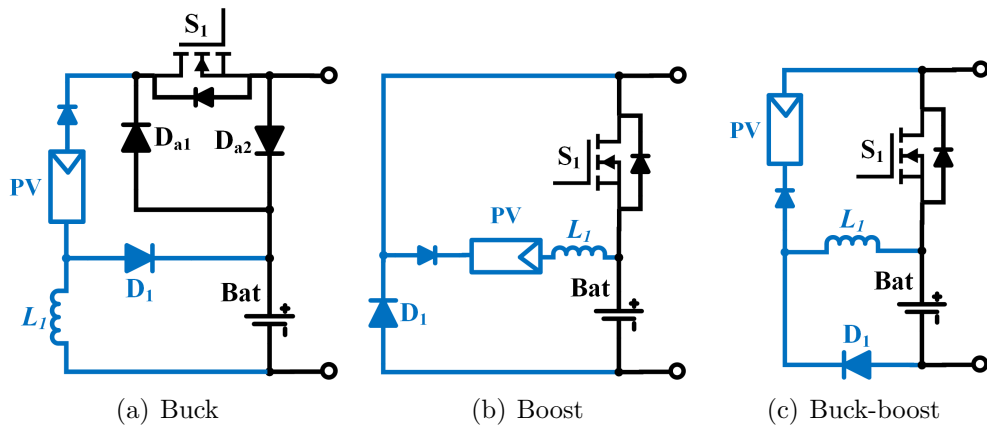 S1
Da1
Da2
PV
D1
L1
Bat
+
(a) Buck
S1
PV
L1
D1
Bat
+
(b) Boost
PV
S1
L1
Bat
+
D1
(c) Buck-boost